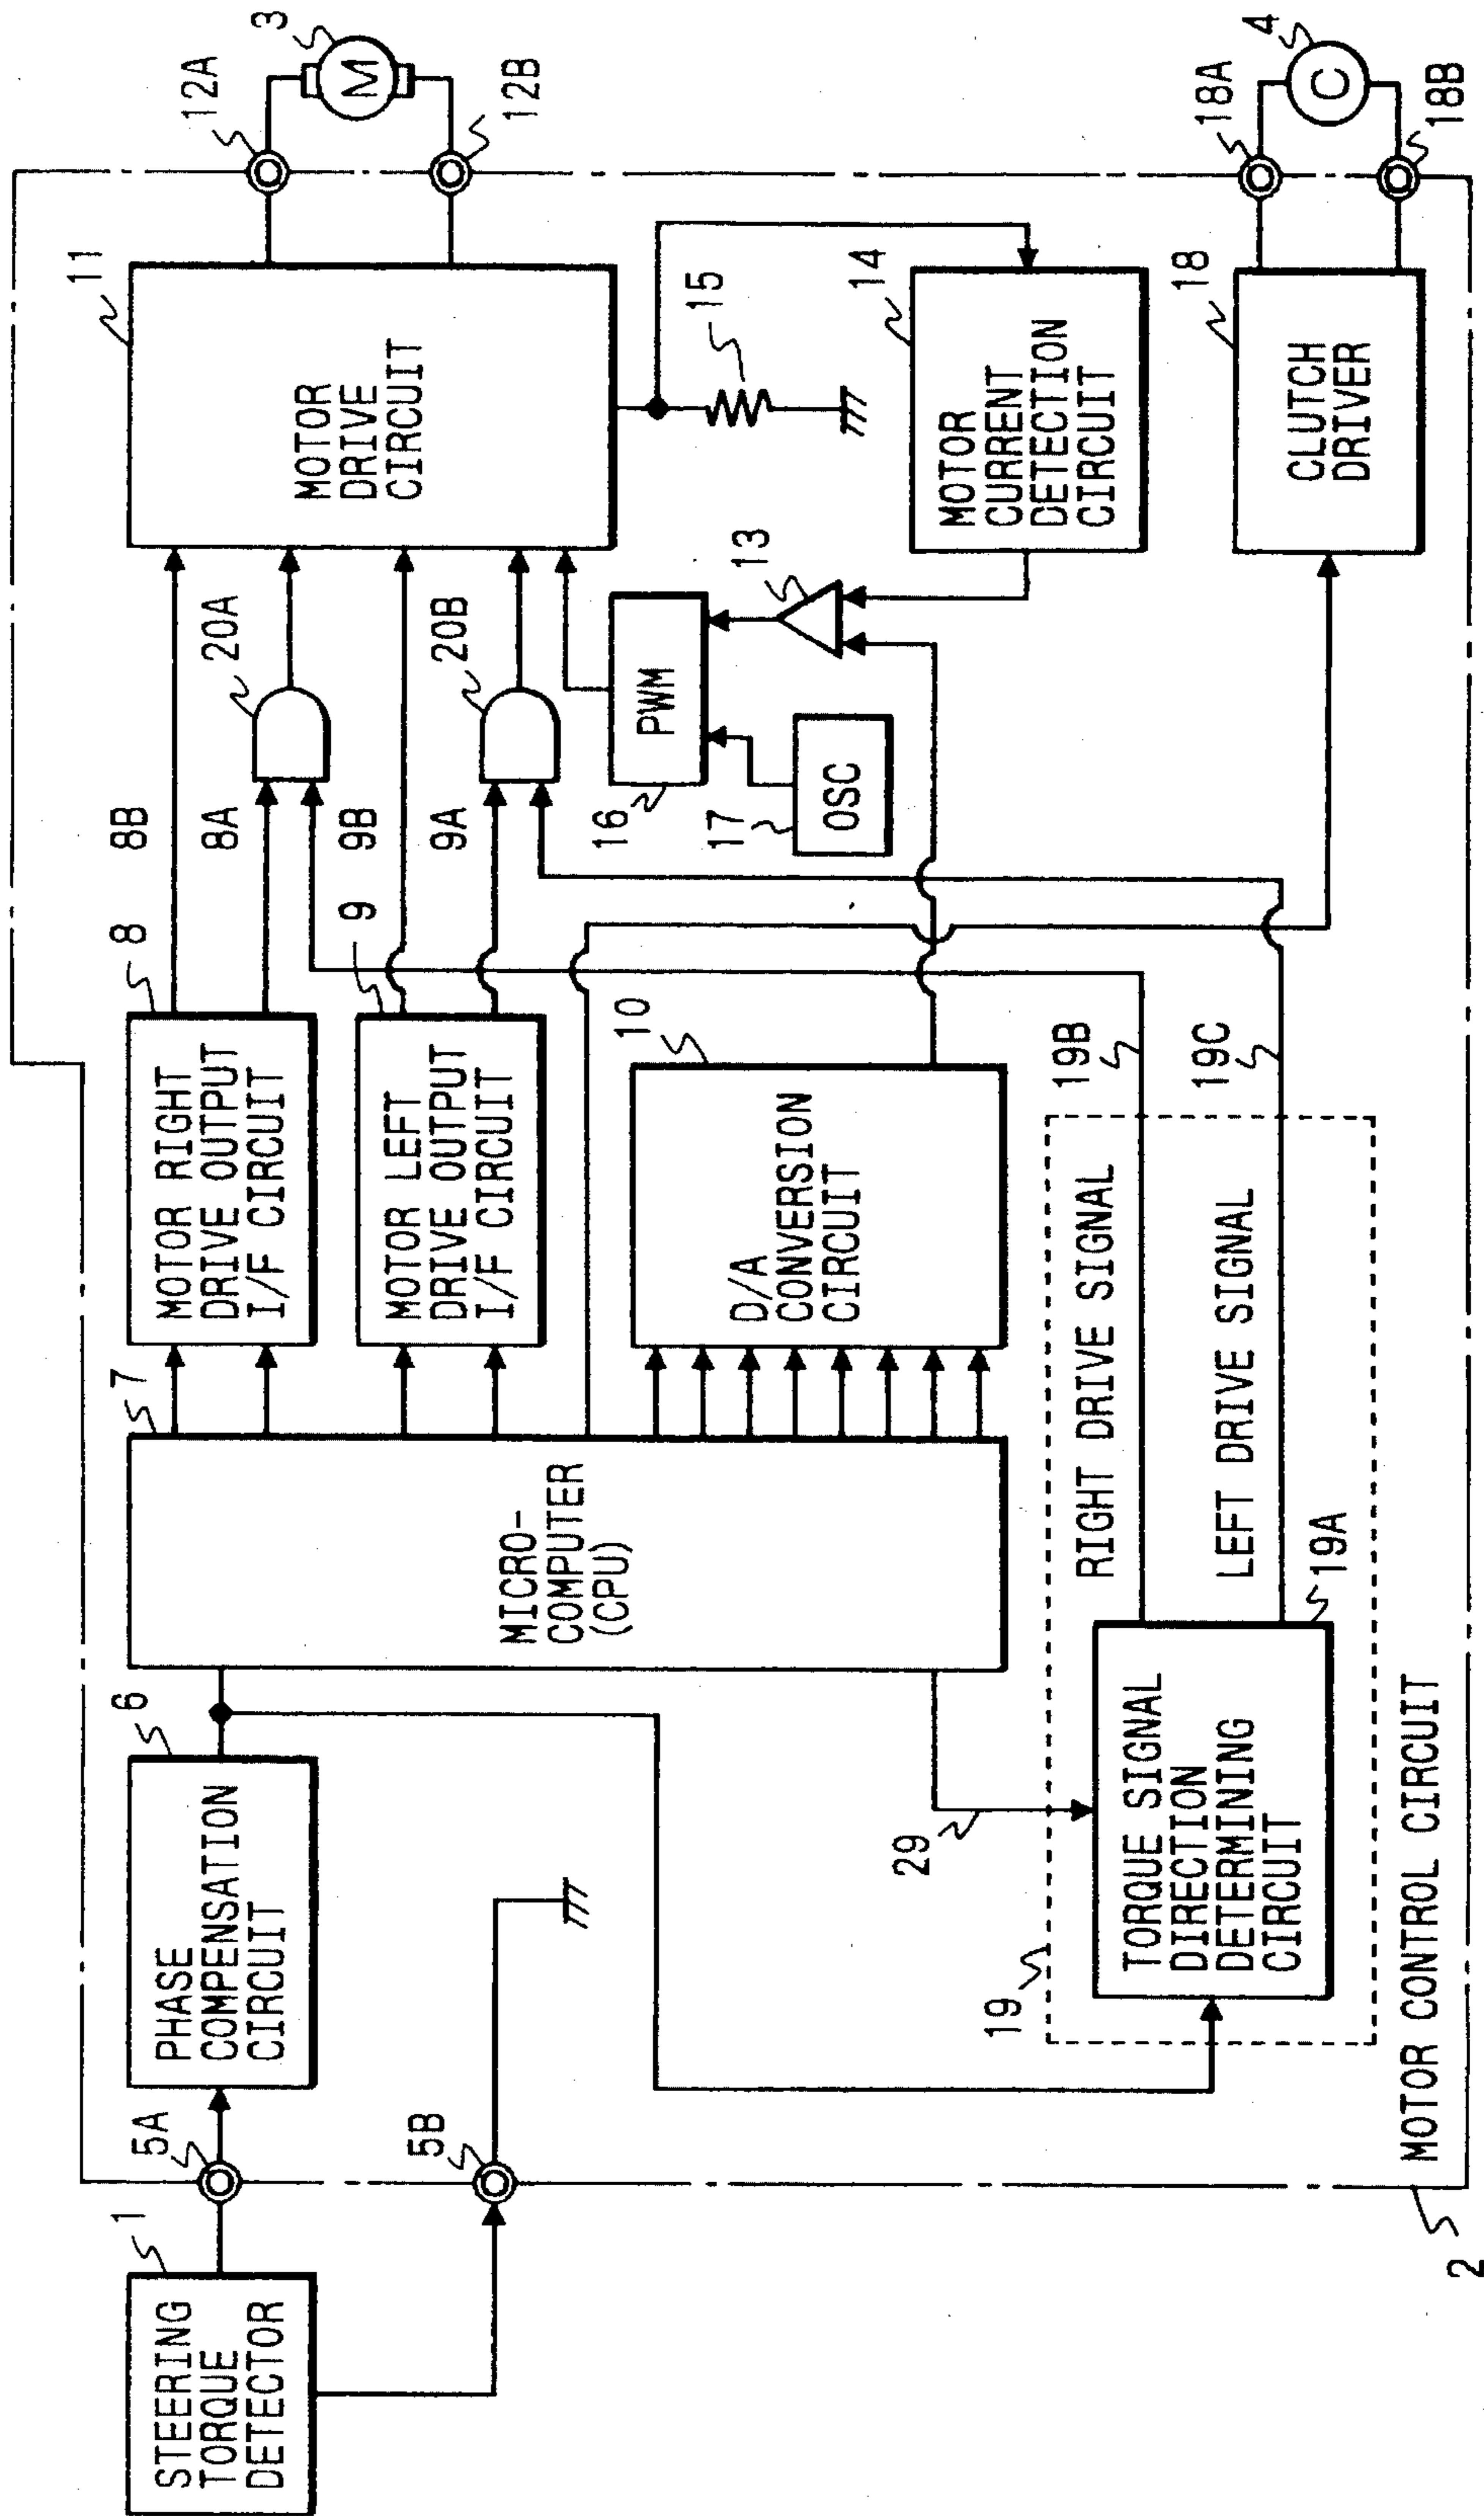 STEERING
TORQUE
DETECTOR
1
5A
5B
PHASE
COMPENSATION
CIRCUIT
6
MICRO-
COMPUTER
(CPU)
7
MOTOR RIGHT
DRIVE OUTPUT
I/F CIRCUIT
8
8B
8A
MOTOR LEFT
DRIVE OUTPUT
I/F CIRCUIT
9
9B
9A
D/A
CONVERSION
CIRCUIT
10
20A
20B
MOTOR
DRIVE
CIRCUIT
11
12A
12B
M
3
PWM
16
OSC
17
13
15
MOTOR
CURRENT
DETECTION
CIRCUIT
14
CLUTCH
DRIVER
18
18A
18B
C
4
29
19
TORQUE SIGNAL
DIRECTION
DETERMINING
CIRCUIT
19A
RIGHT DRIVE SIGNAL
19B
LEFT DRIVE SIGNAL
19C
MOTOR CONTROL CIRCUIT
2